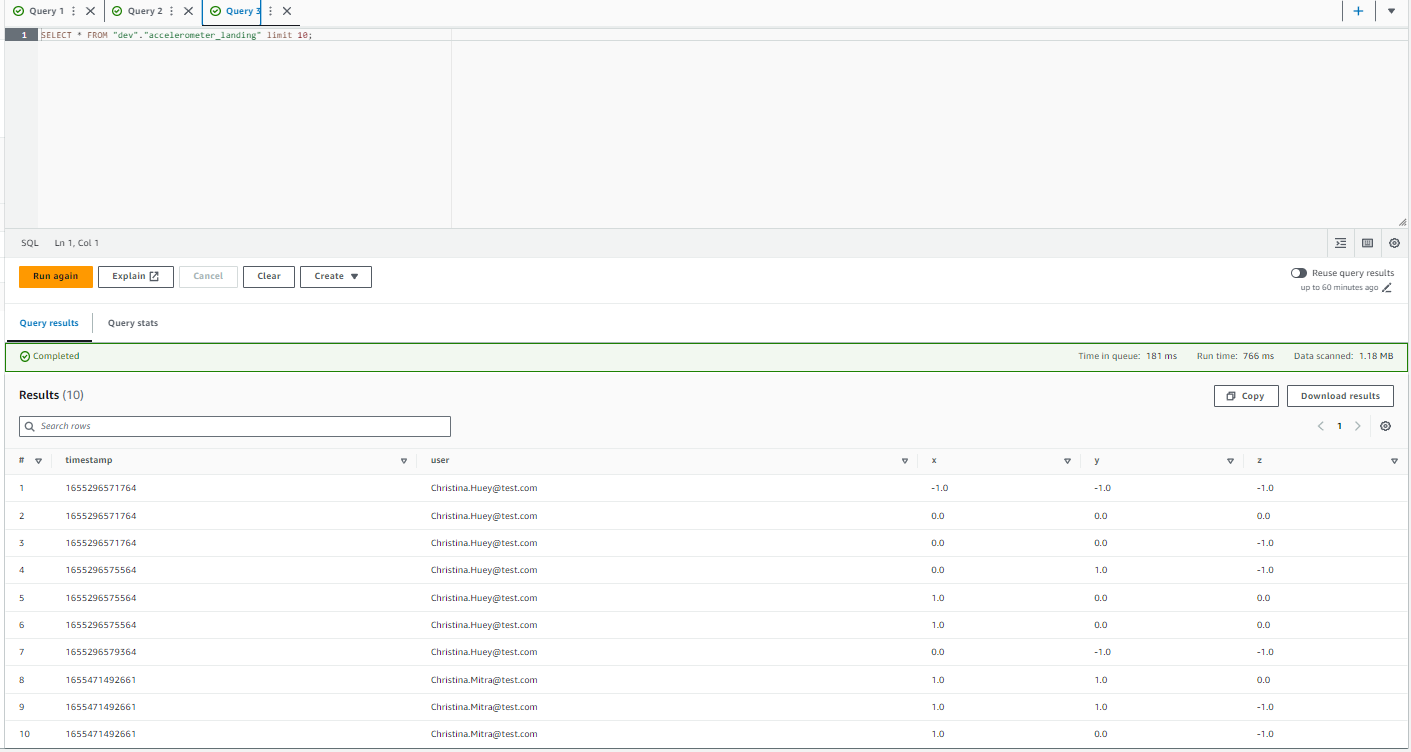 Query 1 Query 2 Query 3
1 SELECT * FROM "dev"."accelerometer_landing" limit 10;
SQL Ln 1, Col 1
Run again Explain Cancel Clear Create Reuse query results
up to 60 minutes ago
Query results Query stats
Completed Time in queue: 181 ms Run time: 766 ms Data scanned: 1.18 MB
Results (10) Copy Download results
Search rows 1
# timestamp user x y z
1 1655296571764 Christina.Huey@test.com -1.0 -1.0 -1.0
2 1655296571764 Christina.Huey@test.com 0.0 0.0 0.0
3 1655296571764 Christina.Huey@test.com 0.0 0.0 -1.0
4 1655296575564 Christina.Huey@test.com 0.0 1.0 -1.0
5 1655296575564 Christina.Huey@test.com 1.0 0.0 0.0
6 1655296575564 Christina.Huey@test.com 1.0 0.0 0.0
7 1655296579364 Christina.Huey@test.com 0.0 -1.0 -1.0
8 1655471492661 Christina.Mitra@test.com 1.0 1.0 0.0
9 1655471492661 Christina.Mitra@test.com 1.0 1.0 -1.0
10 1655471492661 Christina.Mitra@test.com 1.0 0.0 -1.0